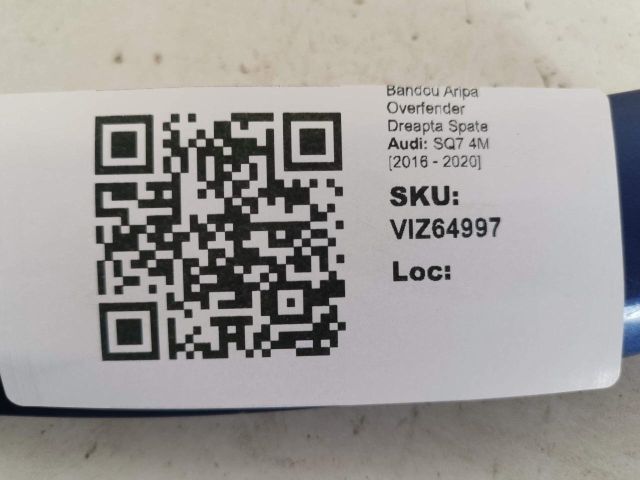 Bandou Aripa
Overfender
Dreapta Spate
Audi: SQ7 4M
[2016 - 2020]
SKU:
VIZ64997
Loc: